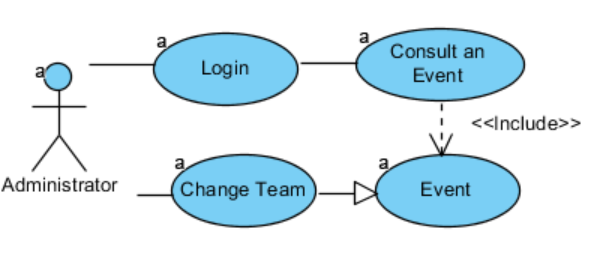 a
a
a
Login
Consult an
Event
<<Include>>
a
a
Administrator
Change Team
Event